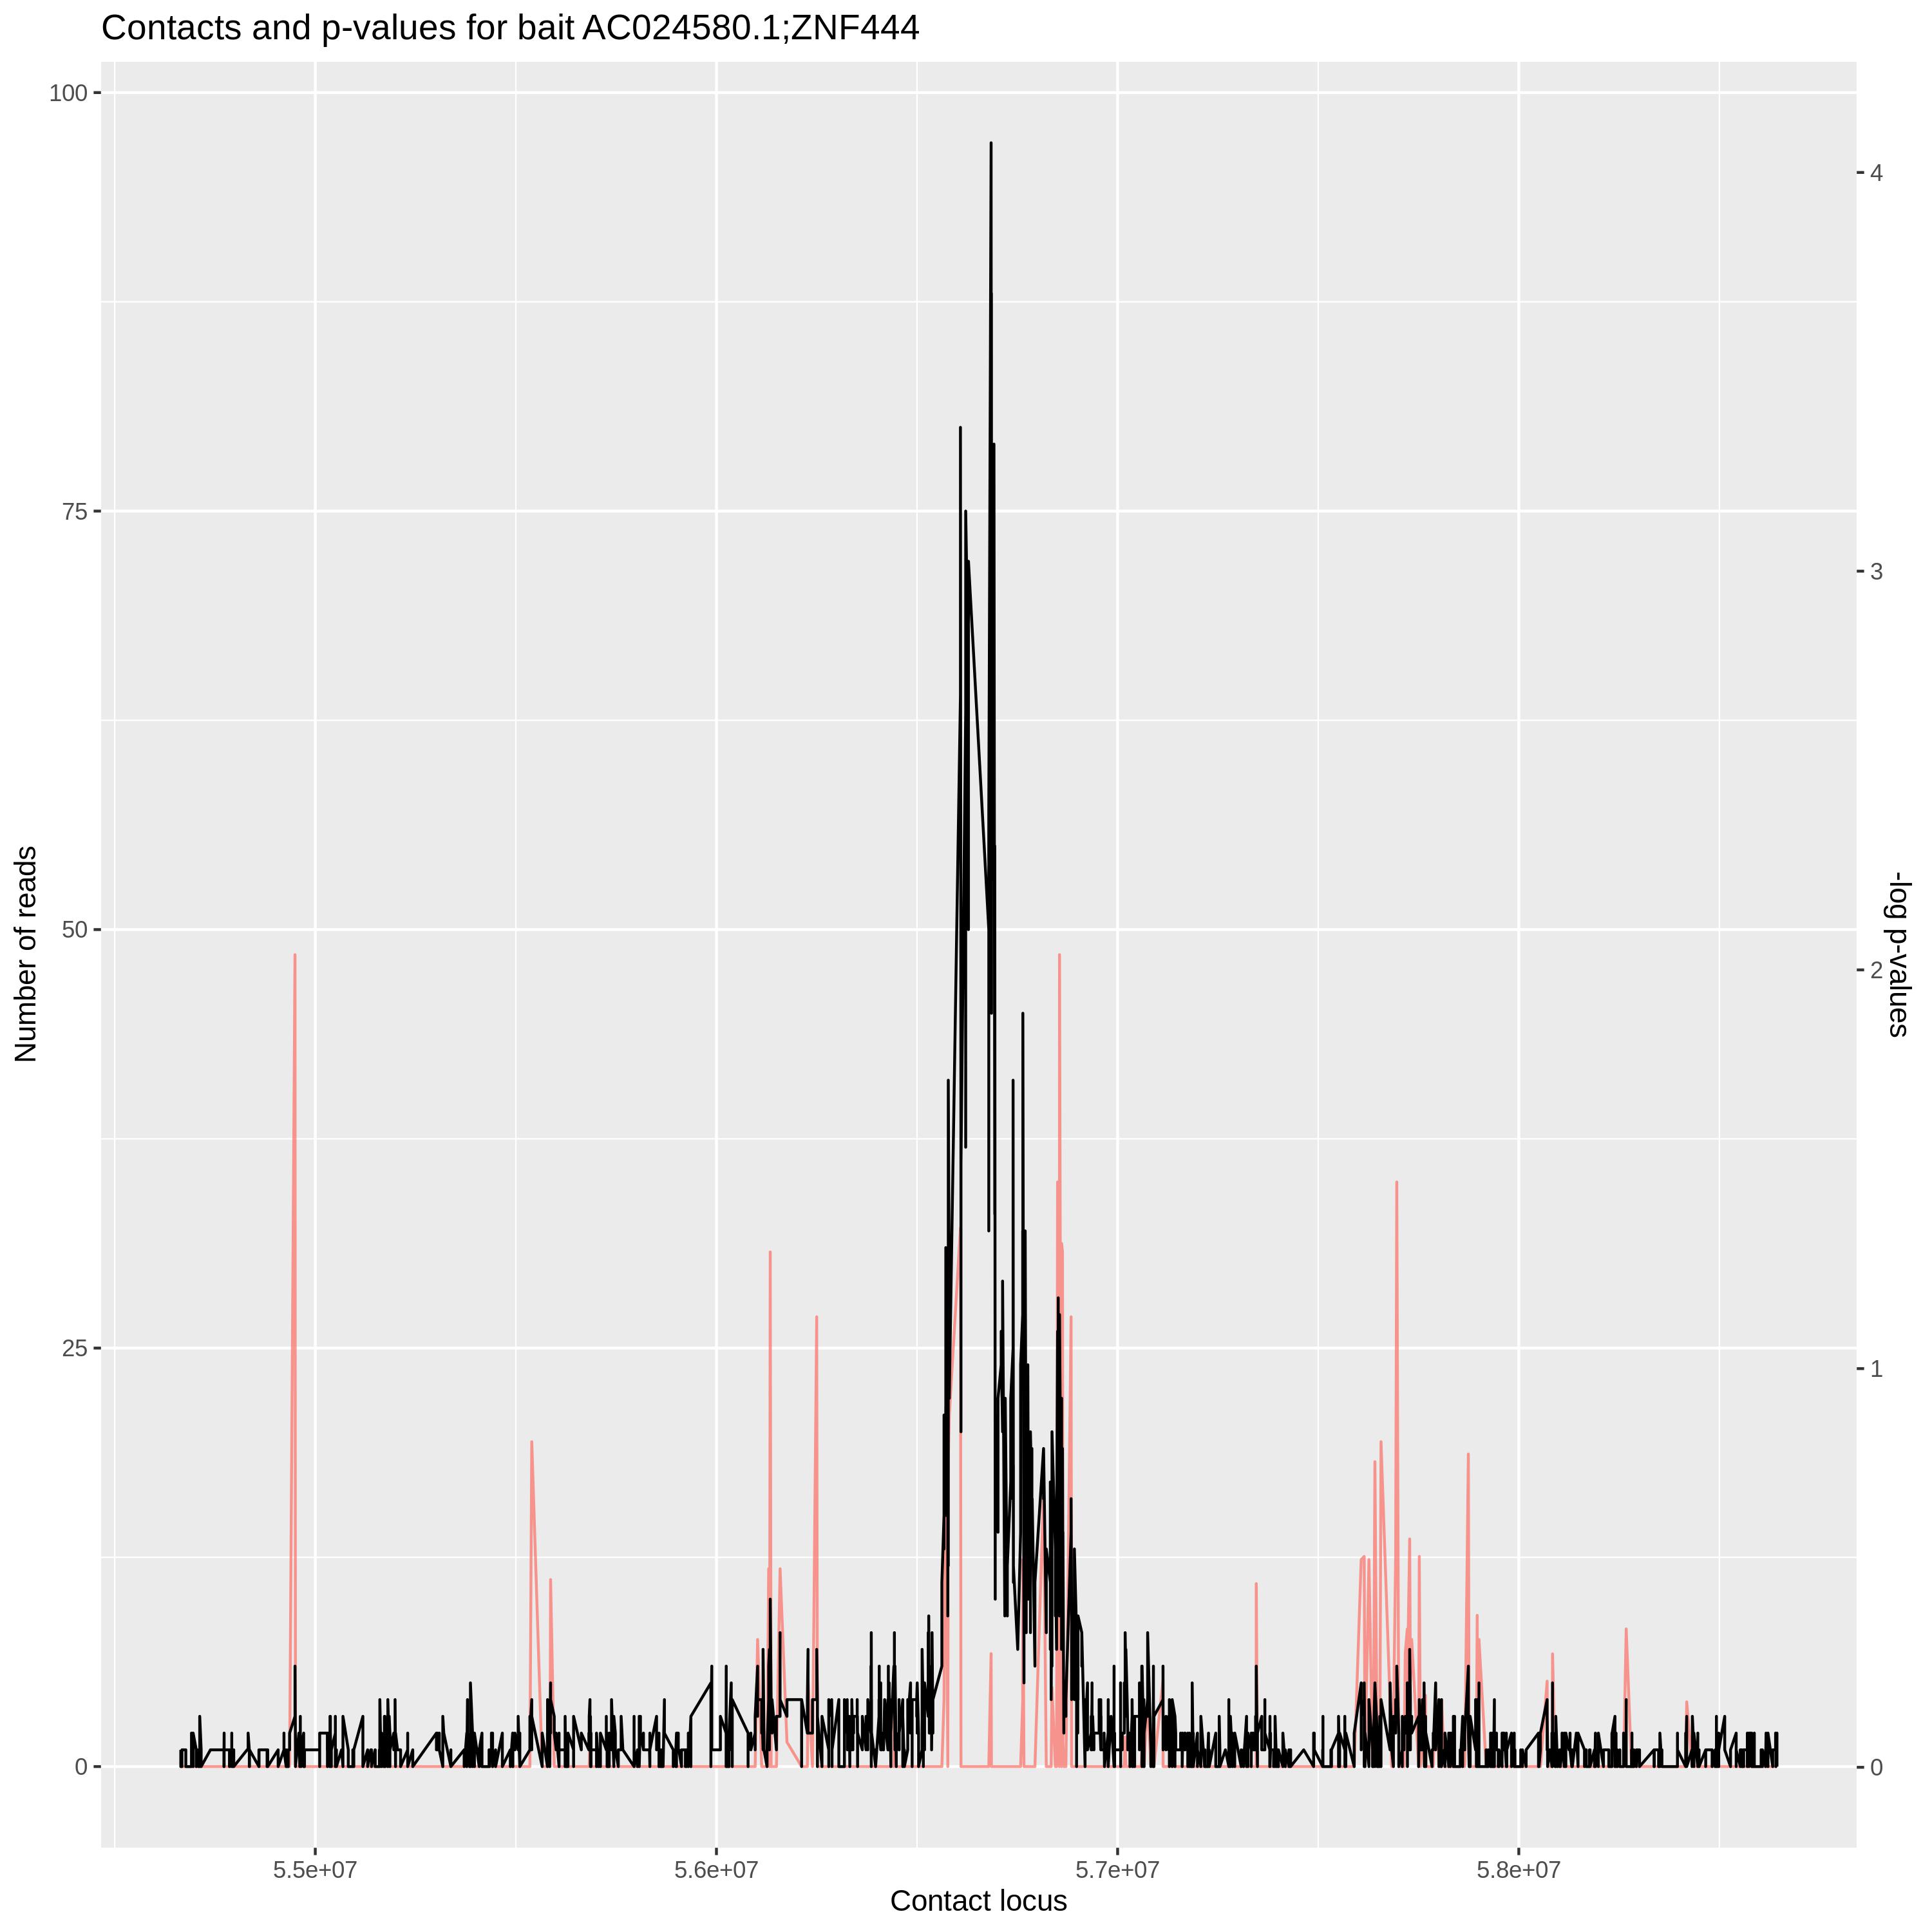 Contacts and p-values for bait AC024580.1;ZNF444
100
75
50
25
0
Number of reads
4
3
2
1
0
-log p-values
5.5e+07
5.6e+07
5.7e+07
5.8e+07
Contact locus